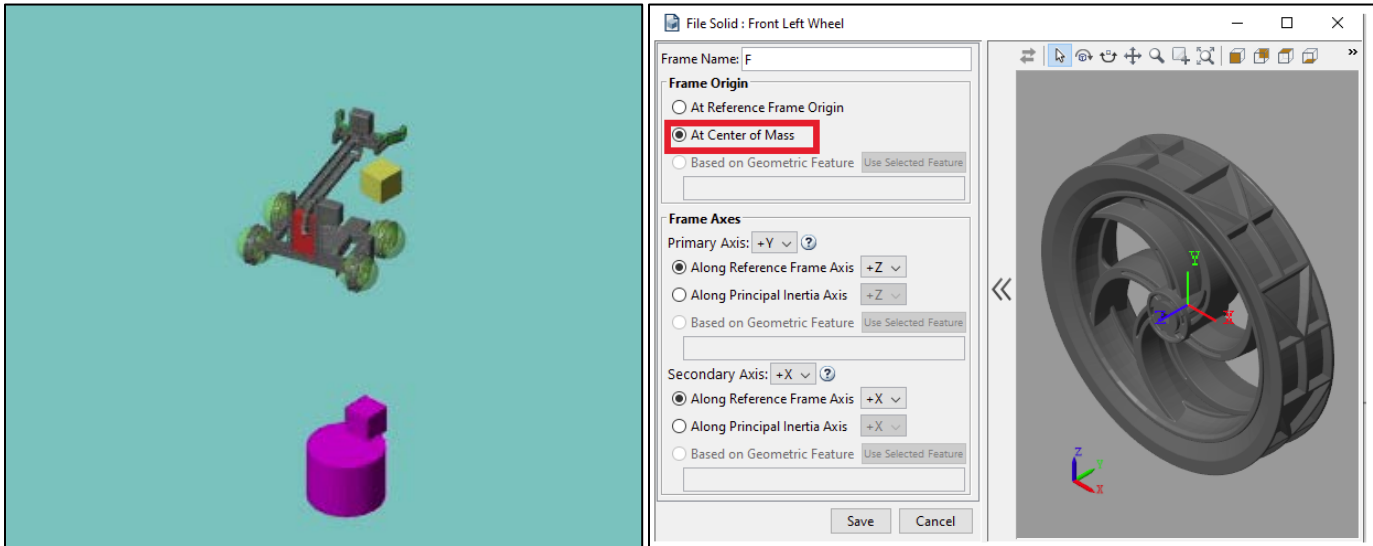 File Solid : Front Left Wheel
Frame Name: F
Frame Origin
At Reference Frame Origin
At Center of Mass
Based on Geometric Feature Use Selected Feature
Frame Axes
Primary Axis: +Y
Along Reference Frame Axis +Z
Along Principal Inertia Axis +Z
Based on Geometric Feature Use Selected Feature
Secondary Axis: +X
Along Reference Frame Axis +X
Along Principal Inertia Axis +X
Based on Geometric Feature Use Selected Feature
Save Cancel
Y
Z X
Z
Y
X